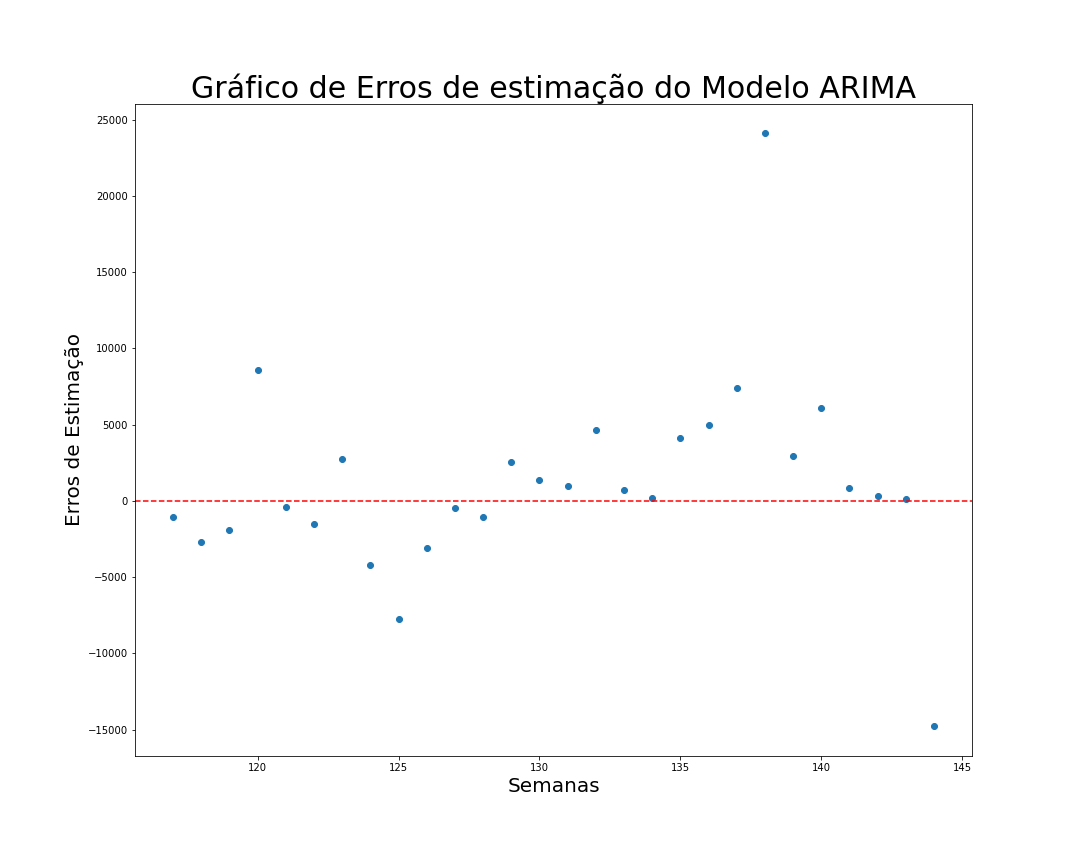 Gráfico de Erros de estimação do Modelo ARIMA
25000
20000
15000
10000
5000
0
−5000
−10000
−15000
Erros de Estimação
120 125 130 135 140 145
Semanas